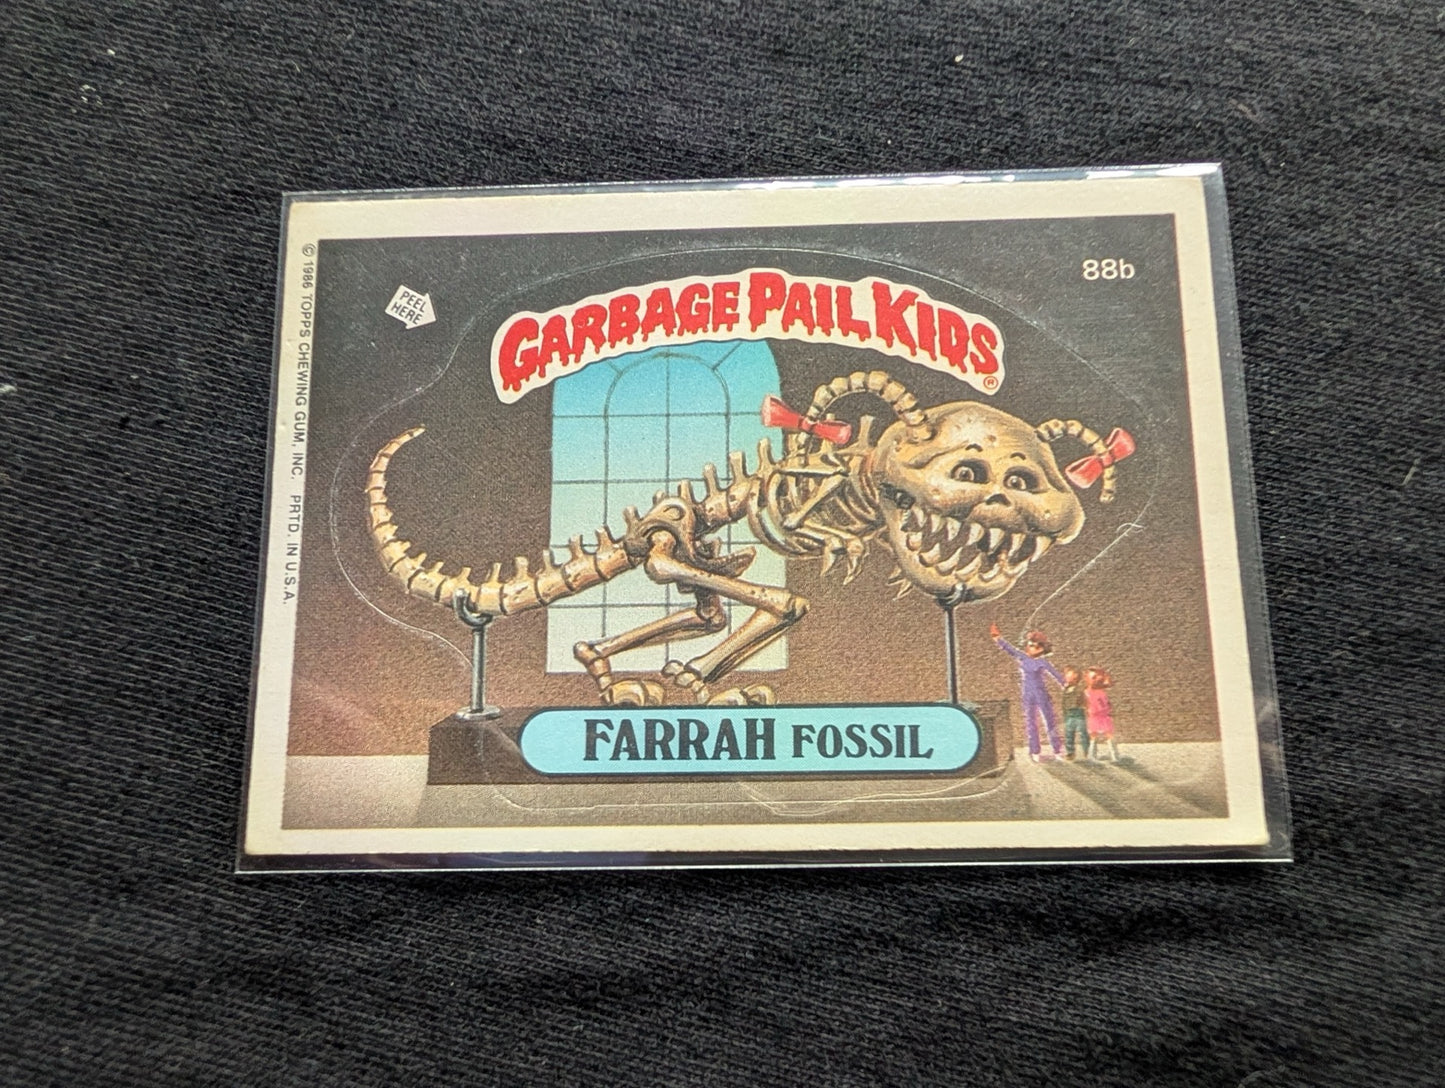 88b
PEEL
HERE
GARBAGE PAIL KIDS
®
© 1986 TOPPS CHEWING GUM, INC. PRTD. IN U.S.A.
FARRAH FOSSIL